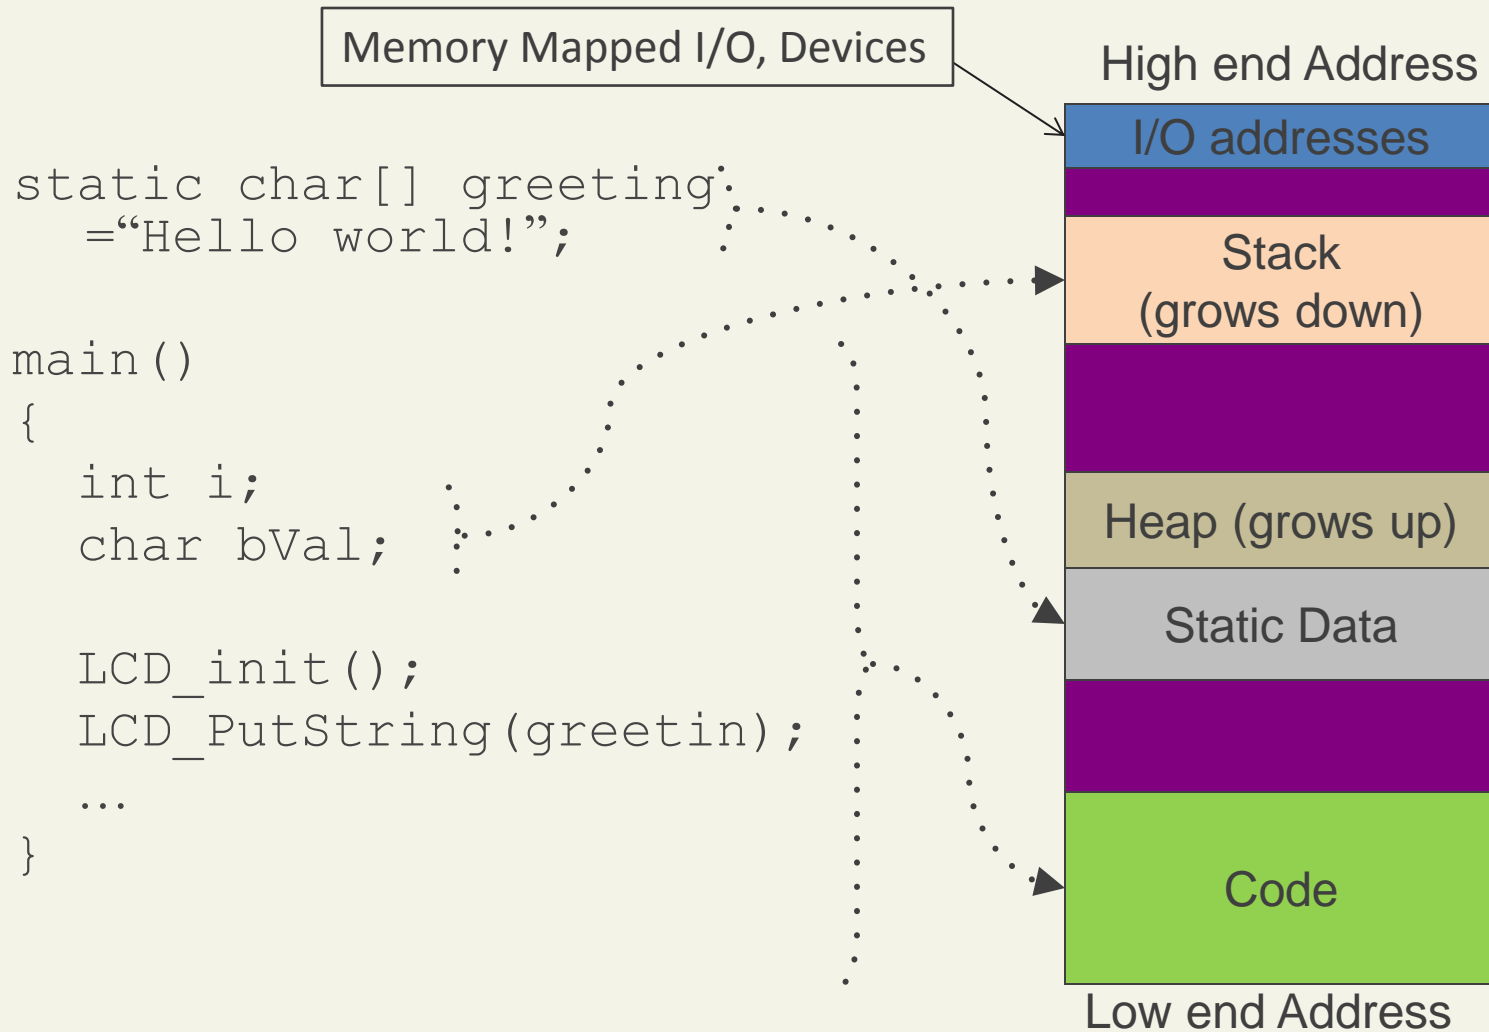 Memory Mapped I/O, Devices
static char[] greeting
=“Hello world!”;
main()
{
int i;
char bVal;
LCD_init();
LCD_PutString(greetin);
…
}
High end Address
I/O addresses
Stack
(grows down)
Heap (grows up)
Static Data
Code
Low end Address